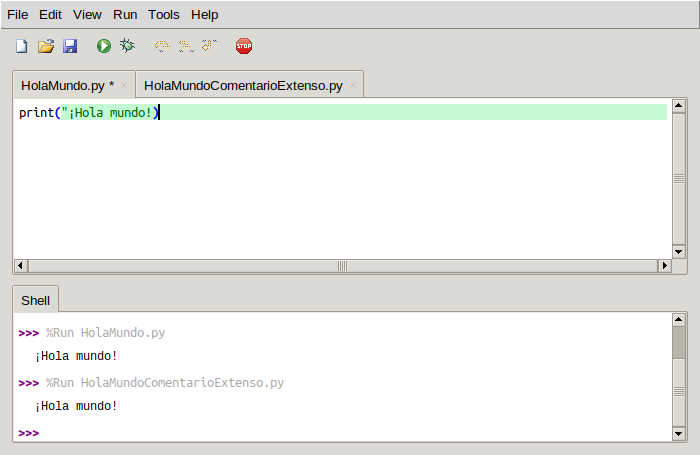 File Edit View Run Tools Help
STOP
HolaMundo.py * HolaMundoComentarioExtenso.py
print("¡Hola mundo!)
Shell
>>> %Run HolaMundo.py
¡Hola mundo!
>>> %Run HolaMundoComentarioExtenso.py
¡Hola mundo!
>>>